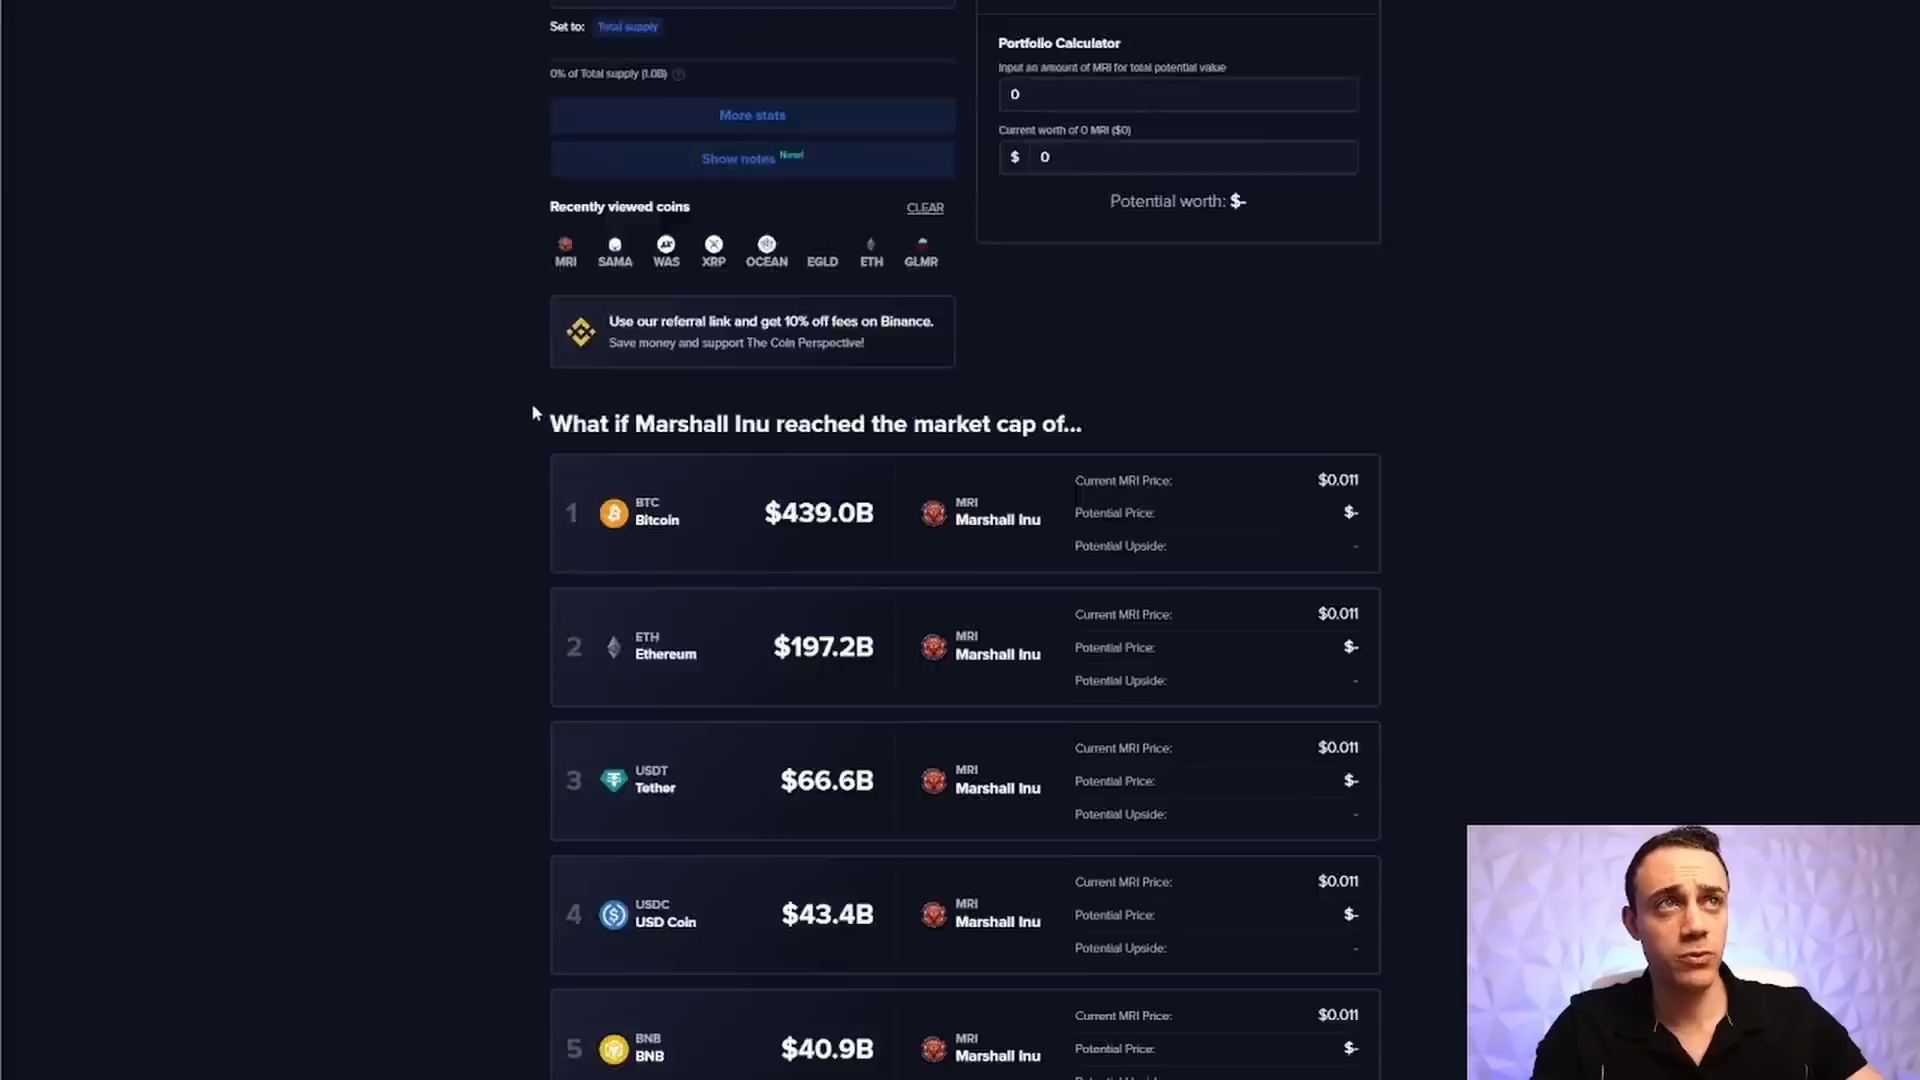 Set to: Total supply
0% of Total supply (1.0B)
More stats
Show notes New!
Recently viewed coins CLEAR
MRI SAMA WAS XRP OCEAN EGLD ETH GLMR
Use our referral link and get 10% off fees on Binance.
Save money and support The Coin Perspective!
Portfolio Calculator
Input an amount of MRI for total potential value
0
Current worth of 0 MRI ($0)
$ 0
Potential worth: $-
What if Marshall Inu reached the market cap of...
1 BTC Bitcoin $439.0B MRI Marshall Inu
Current MRI Price: $0.011
Potential Price: $-
Potential Upside: -
2 ETH Ethereum $197.2B MRI Marshall Inu
Current MRI Price: $0.011
Potential Price: $-
Potential Upside: -
3 USDT Tether $66.6B MRI Marshall Inu
Current MRI Price: $0.011
Potential Price: $-
Potential Upside: -
4 USDC USD Coin $43.4B MRI Marshall Inu
Current MRI Price: $0.011
Potential Price: $-
Potential Upside: -
5 BNB BNB $40.9B MRI Marshall Inu
Current MRI Price: $0.011
Potential Price: $-